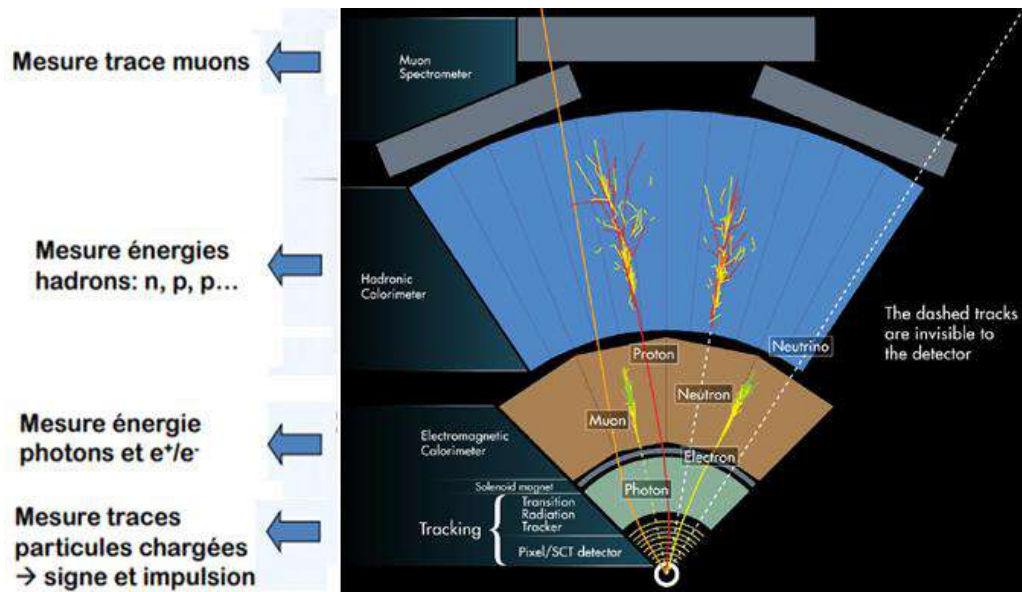 Mesure trace muons
Mesure énergies
hadrons: n, p, p…
Mesure énergie
photons et e⁺/e⁻
Mesure traces
particules chargées
→ signe et impulsion
Muon
Spectrometer
Hadronic
Calorimeter
Electromagnetic
Calorimeter
Solenoid magnet
Tracking {
Transition
Radiation
Tracker
Pixel/SCT detector
Proton
Neutrino
Neutron
Muon
Electron
Photon
The dashed tracks
are invisible to
the detector